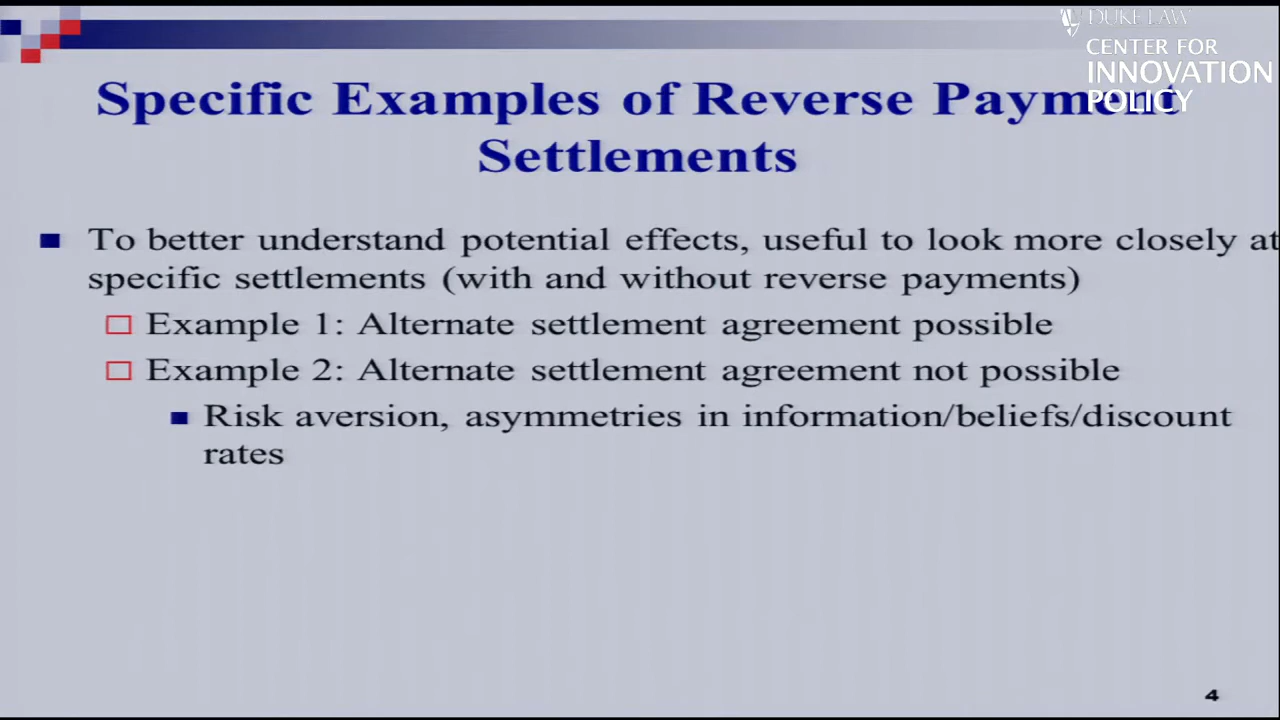 DUKE LAW
CENTER FOR
INNOVATION
POLICY
Specific Examples of Reverse Payment
Settlements
To better understand potential effects, useful to look more closely at
specific settlements (with and without reverse payments)
Example 1: Alternate settlement agreement possible
Example 2: Alternate settlement agreement not possible
Risk aversion, asymmetries in information/beliefs/discount
rates
4